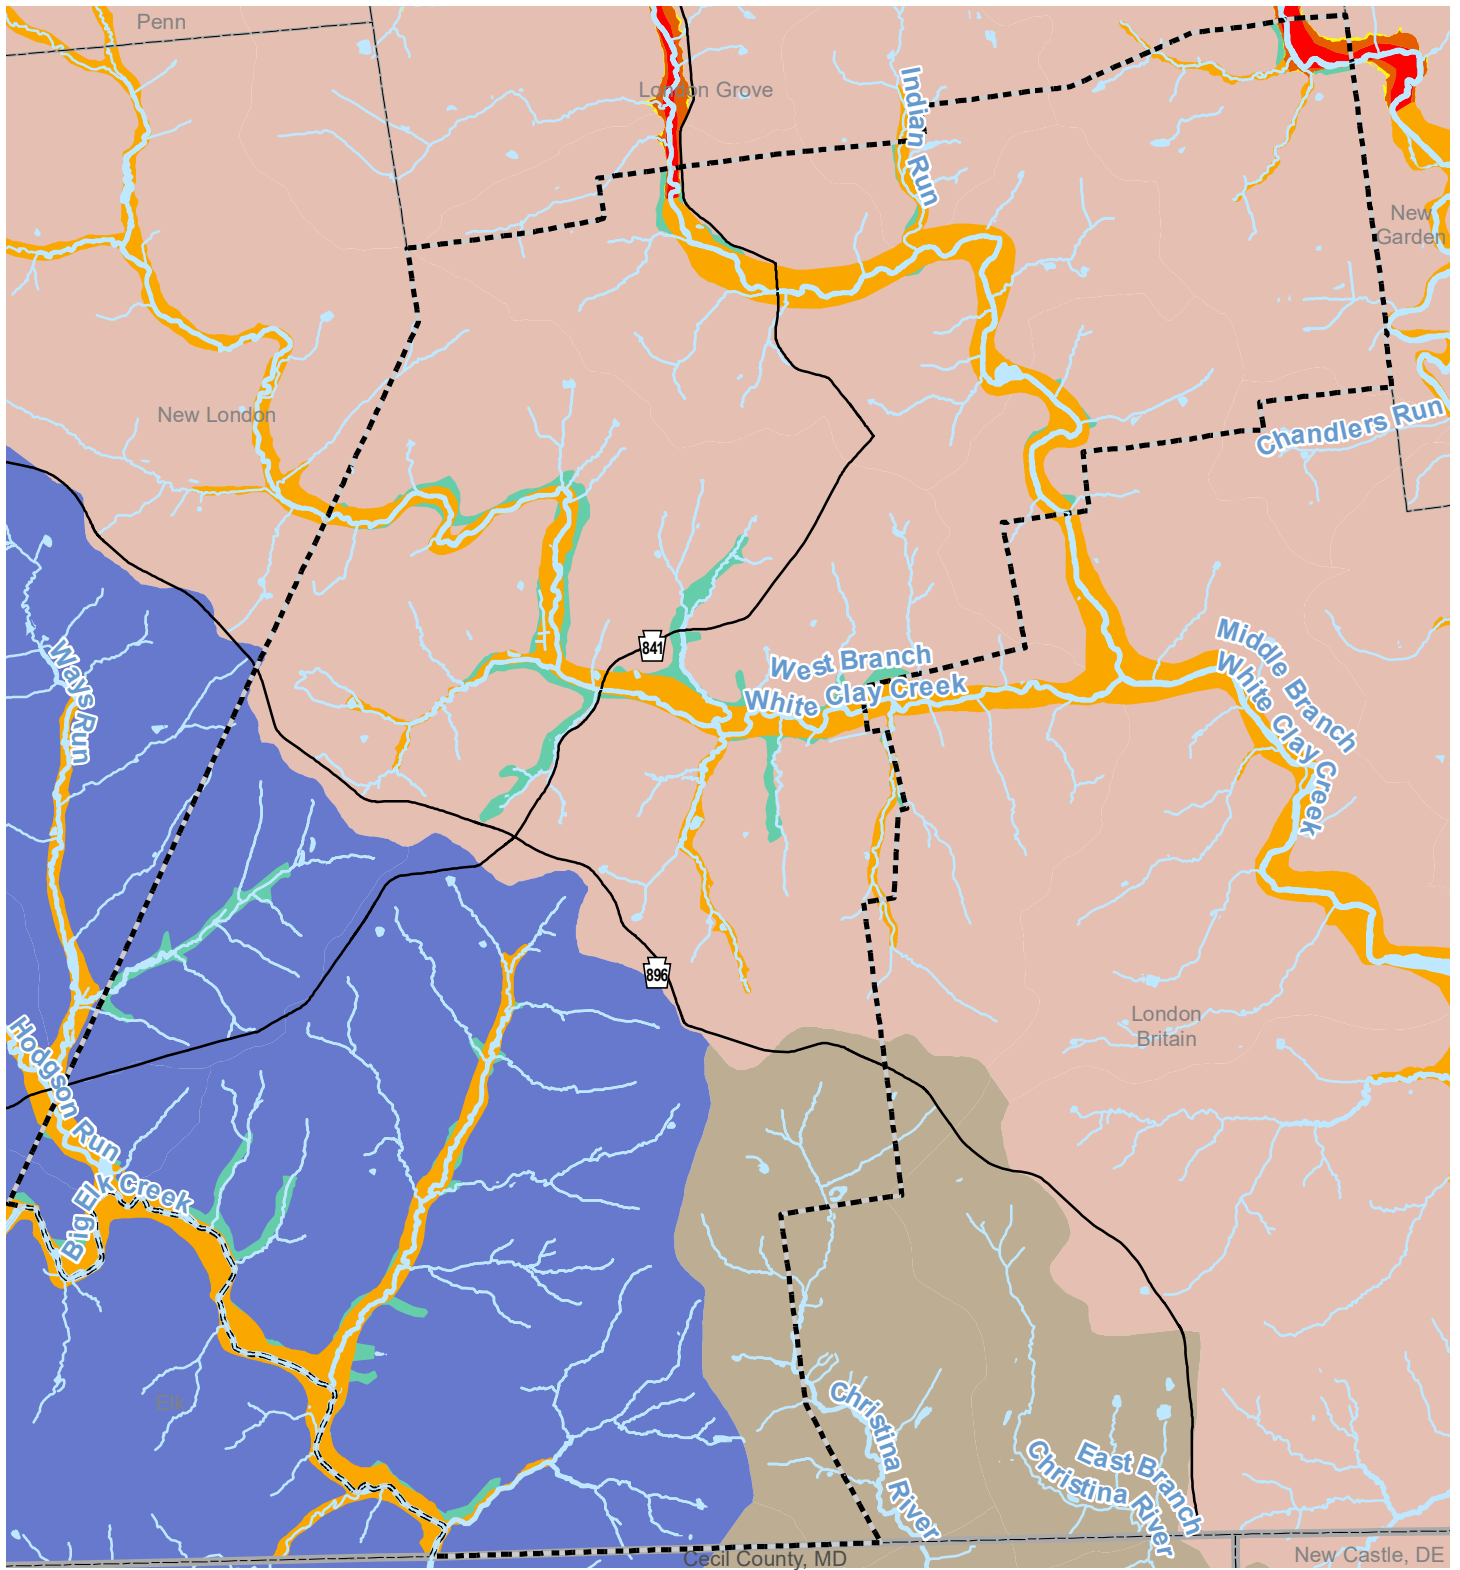 Penn
London Grove
Indian Run
New
Garden
New London
Chandlers Run
841
West Branch
White Clay Creek
Middle Branch
White Clay Creek
Ways Run
896
London
Britain
Hodgson Run
Big Elk Creek
Elk
Christina River
East Branch
Christina River
Cecil County, MD
New Castle, DE